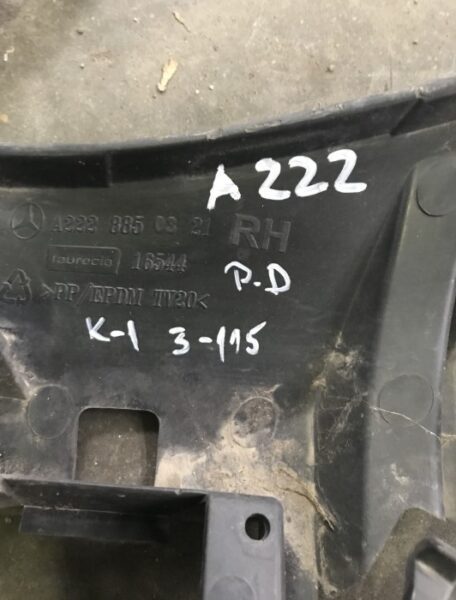 A222
A222 885 03 21 RH
faurecia 16544
P.D
>PP/EPDM TV20<
K-1 3-115